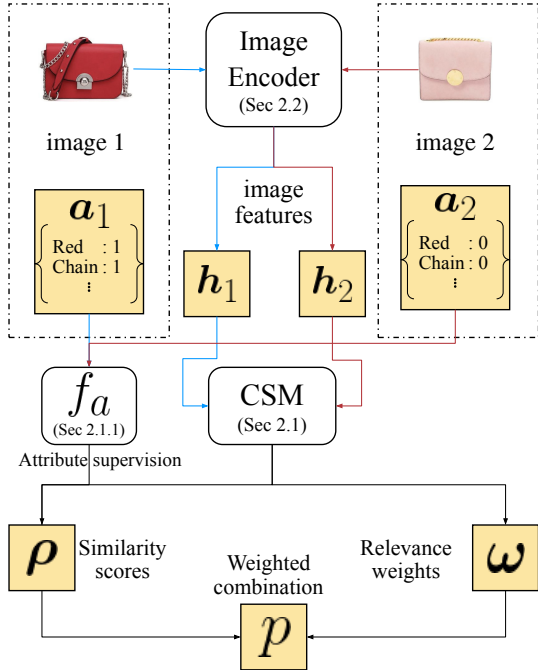 Image
Encoder
(Sec 2.2)
image 1
image 2
image
features
a1
Red : 1
Chain : 1
⋮
a2
Red : 0
Chain : 0
⋮
h1
h2
fa
(Sec 2.1.1)
CSM
(Sec 2.1)
Attribute supervision
ρ
Similarity
scores
Weighted
combination
Relevance
weights
ω
p